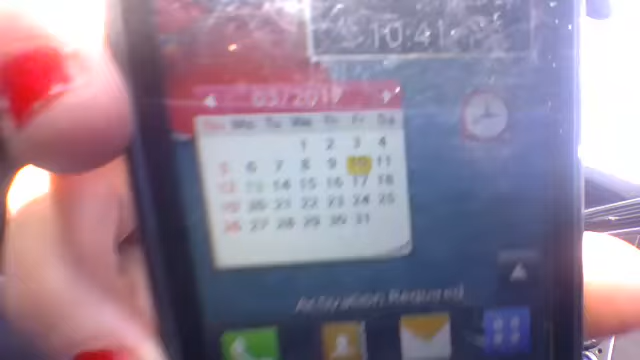 10:41
03/2017
Su Mo Tu We Th Fr Sa
1 2 3 4
5 6 7 8 9 10 11
12 13 14 15 16 17 18
19 20 21 22 23 24 25
26 27 28 29 30 31
Activation Required